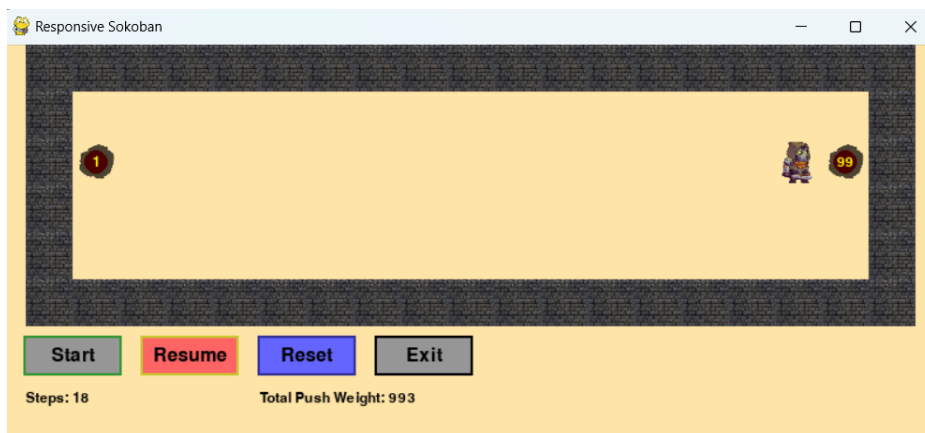 Responsive Sokoban
1 99
Start Resume Reset Exit
Steps: 18 Total Push Weight: 993